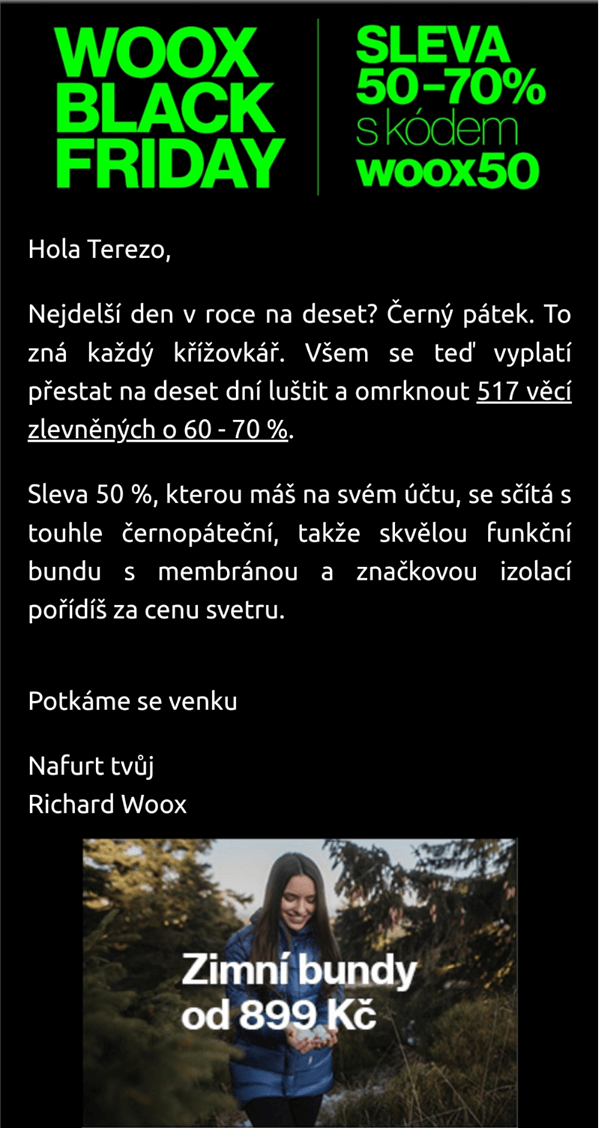 WOOX
BLACK
FRIDAY
SLEVA
50–70%
s kódem
woox50
Hola Terezo,
Nejdelší den v roce na deset? Černý pátek. To
zná každý křížovkář. Všem se teď vyplatí
přestat na deset dní luštit a omrknout 517 věcí
zlevněných o 60 - 70 %.
Sleva 50 %, kterou máš na svém účtu, se sčítá s
touhle černopáteční, takže skvělou funkční
bundu s membránou a značkovou izolací
pořídíš za cenu svetru.
Potkáme se venku
Nafurt tvůj
Richard Woox
Zimní bundy
od 899 Kč